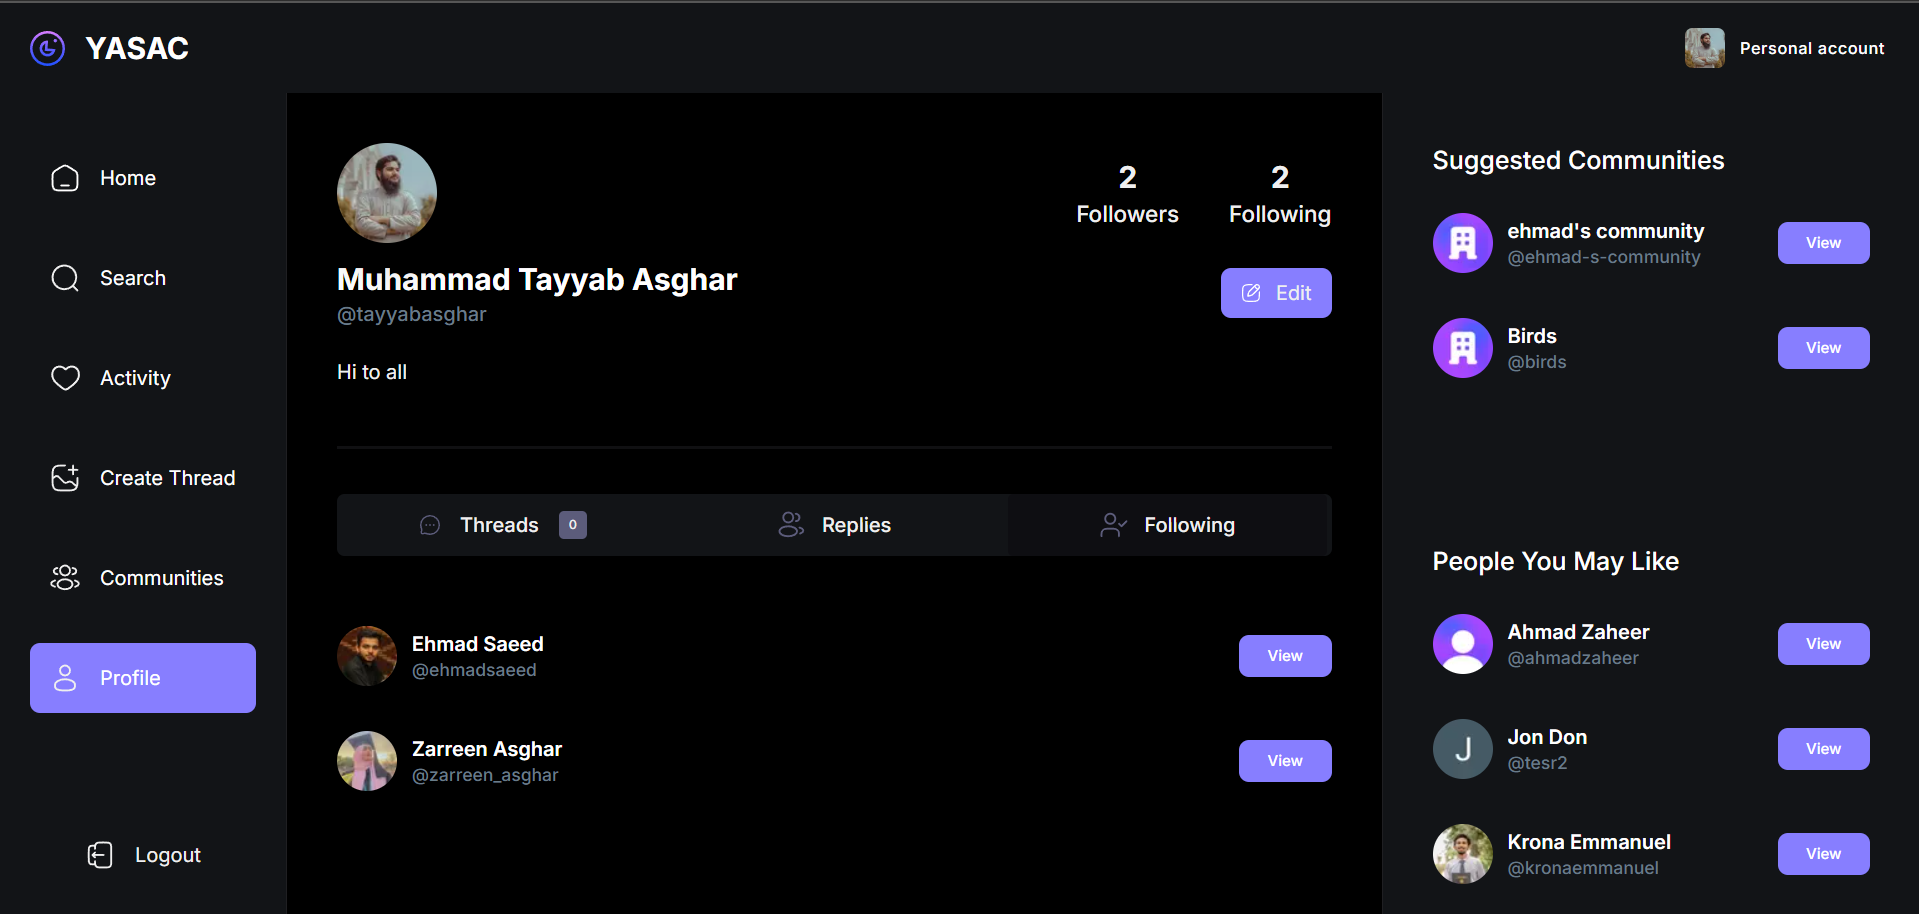 YASAC
Personal account
Home
Search
Activity
Create Thread
Communities
Profile
Logout
2
Followers
2
Following
Muhammad Tayyab Asghar
@tayyabasghar
Edit
Hi to all
Threads 0
Replies
Following
Ehmad Saeed
@ehmadsaeed
View
Zarreen Asghar
@zarreen_asghar
View
Suggested Communities
ehmad's community
@ehmad-s-community
View
Birds
@birds
View
People You May Like
Ahmad Zaheer
@ahmadzaheer
View
J
Jon Don
@tesr2
View
Krona Emmanuel
@kronaemmanuel
View